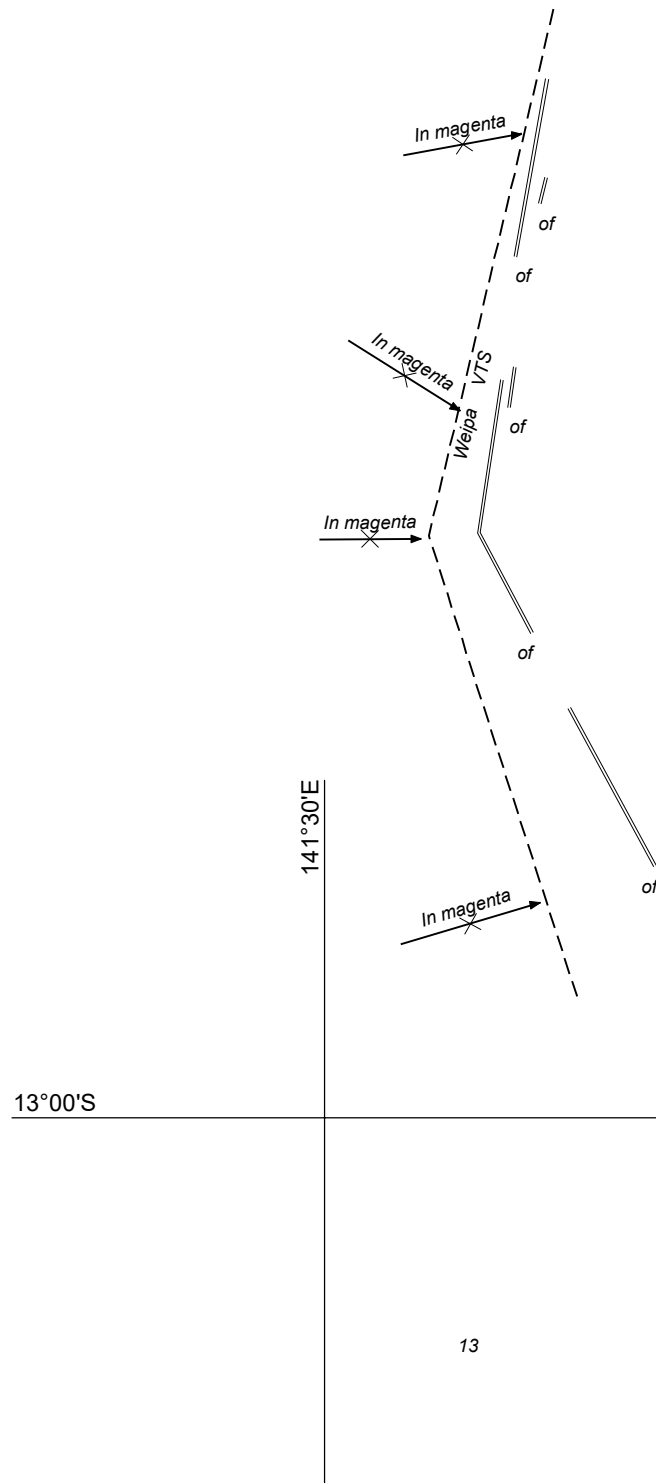 In magenta
of
of
In magenta
VTS
Weipa
of
In magenta
of
141°30'E
of
In magenta
13°00'S
13